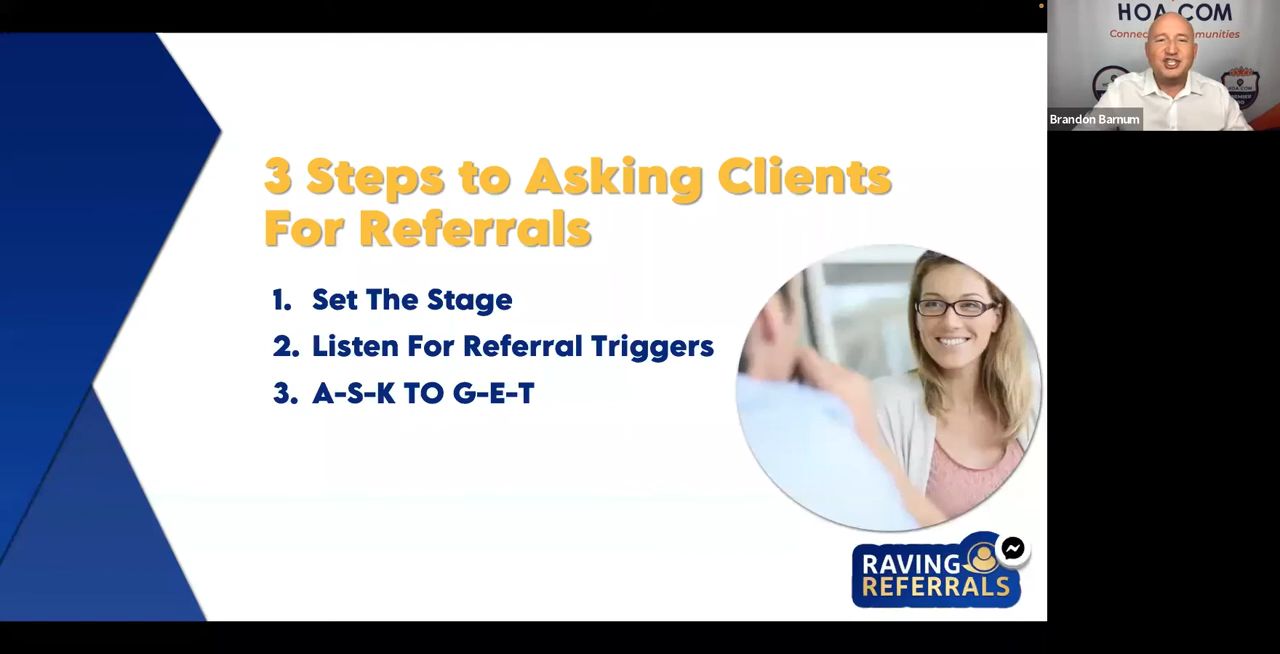 3 Steps to Asking Clients
For Referrals
1. Set The Stage
2. Listen For Referral Triggers
3. A-S-K TO G-E-T
RAVING
REFERRALS
HOA.COM
Brandon Barnum